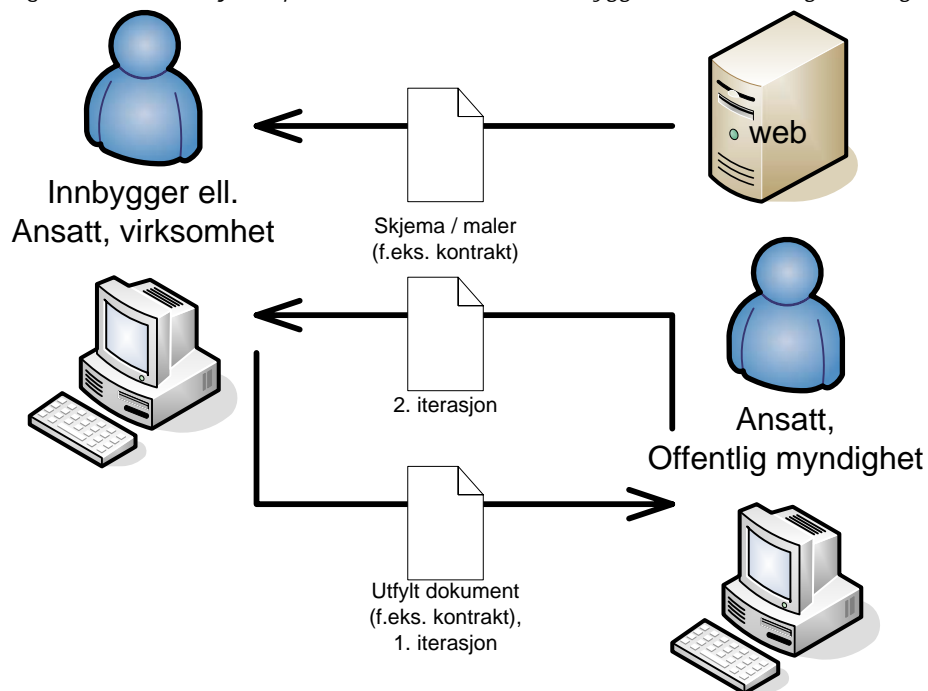 web
Innbygger ell.
Ansatt, virksomhet
Skjema / maler
(f.eks. kontrakt)
2. iterasjon
Ansatt,
Offentlig myndighet
Utfylt dokument
(f.eks. kontrakt),
1. iterasjon